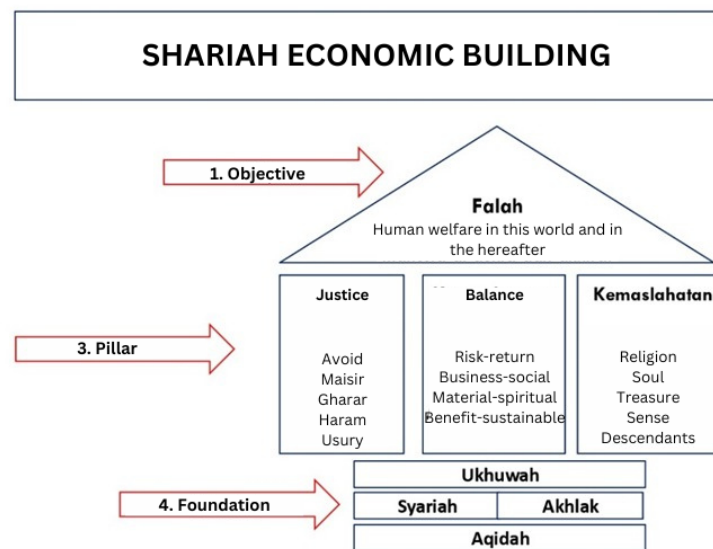 SHARIAH ECONOMIC BUILDING
1. Objective
Falah
Human welfare in this world and in
the hereafter
3. Pillar
Justice
Avoid
Maisir
Gharar
Haram
Usury
Balance
Risk-return
Business-social
Material-spiritual
Benefit-sustainable
Kemaslahatan
Religion
Soul
Treasure
Sense
Descendants
4. Foundation
Ukhuwah
Syariah
Akhlak
Aqidah